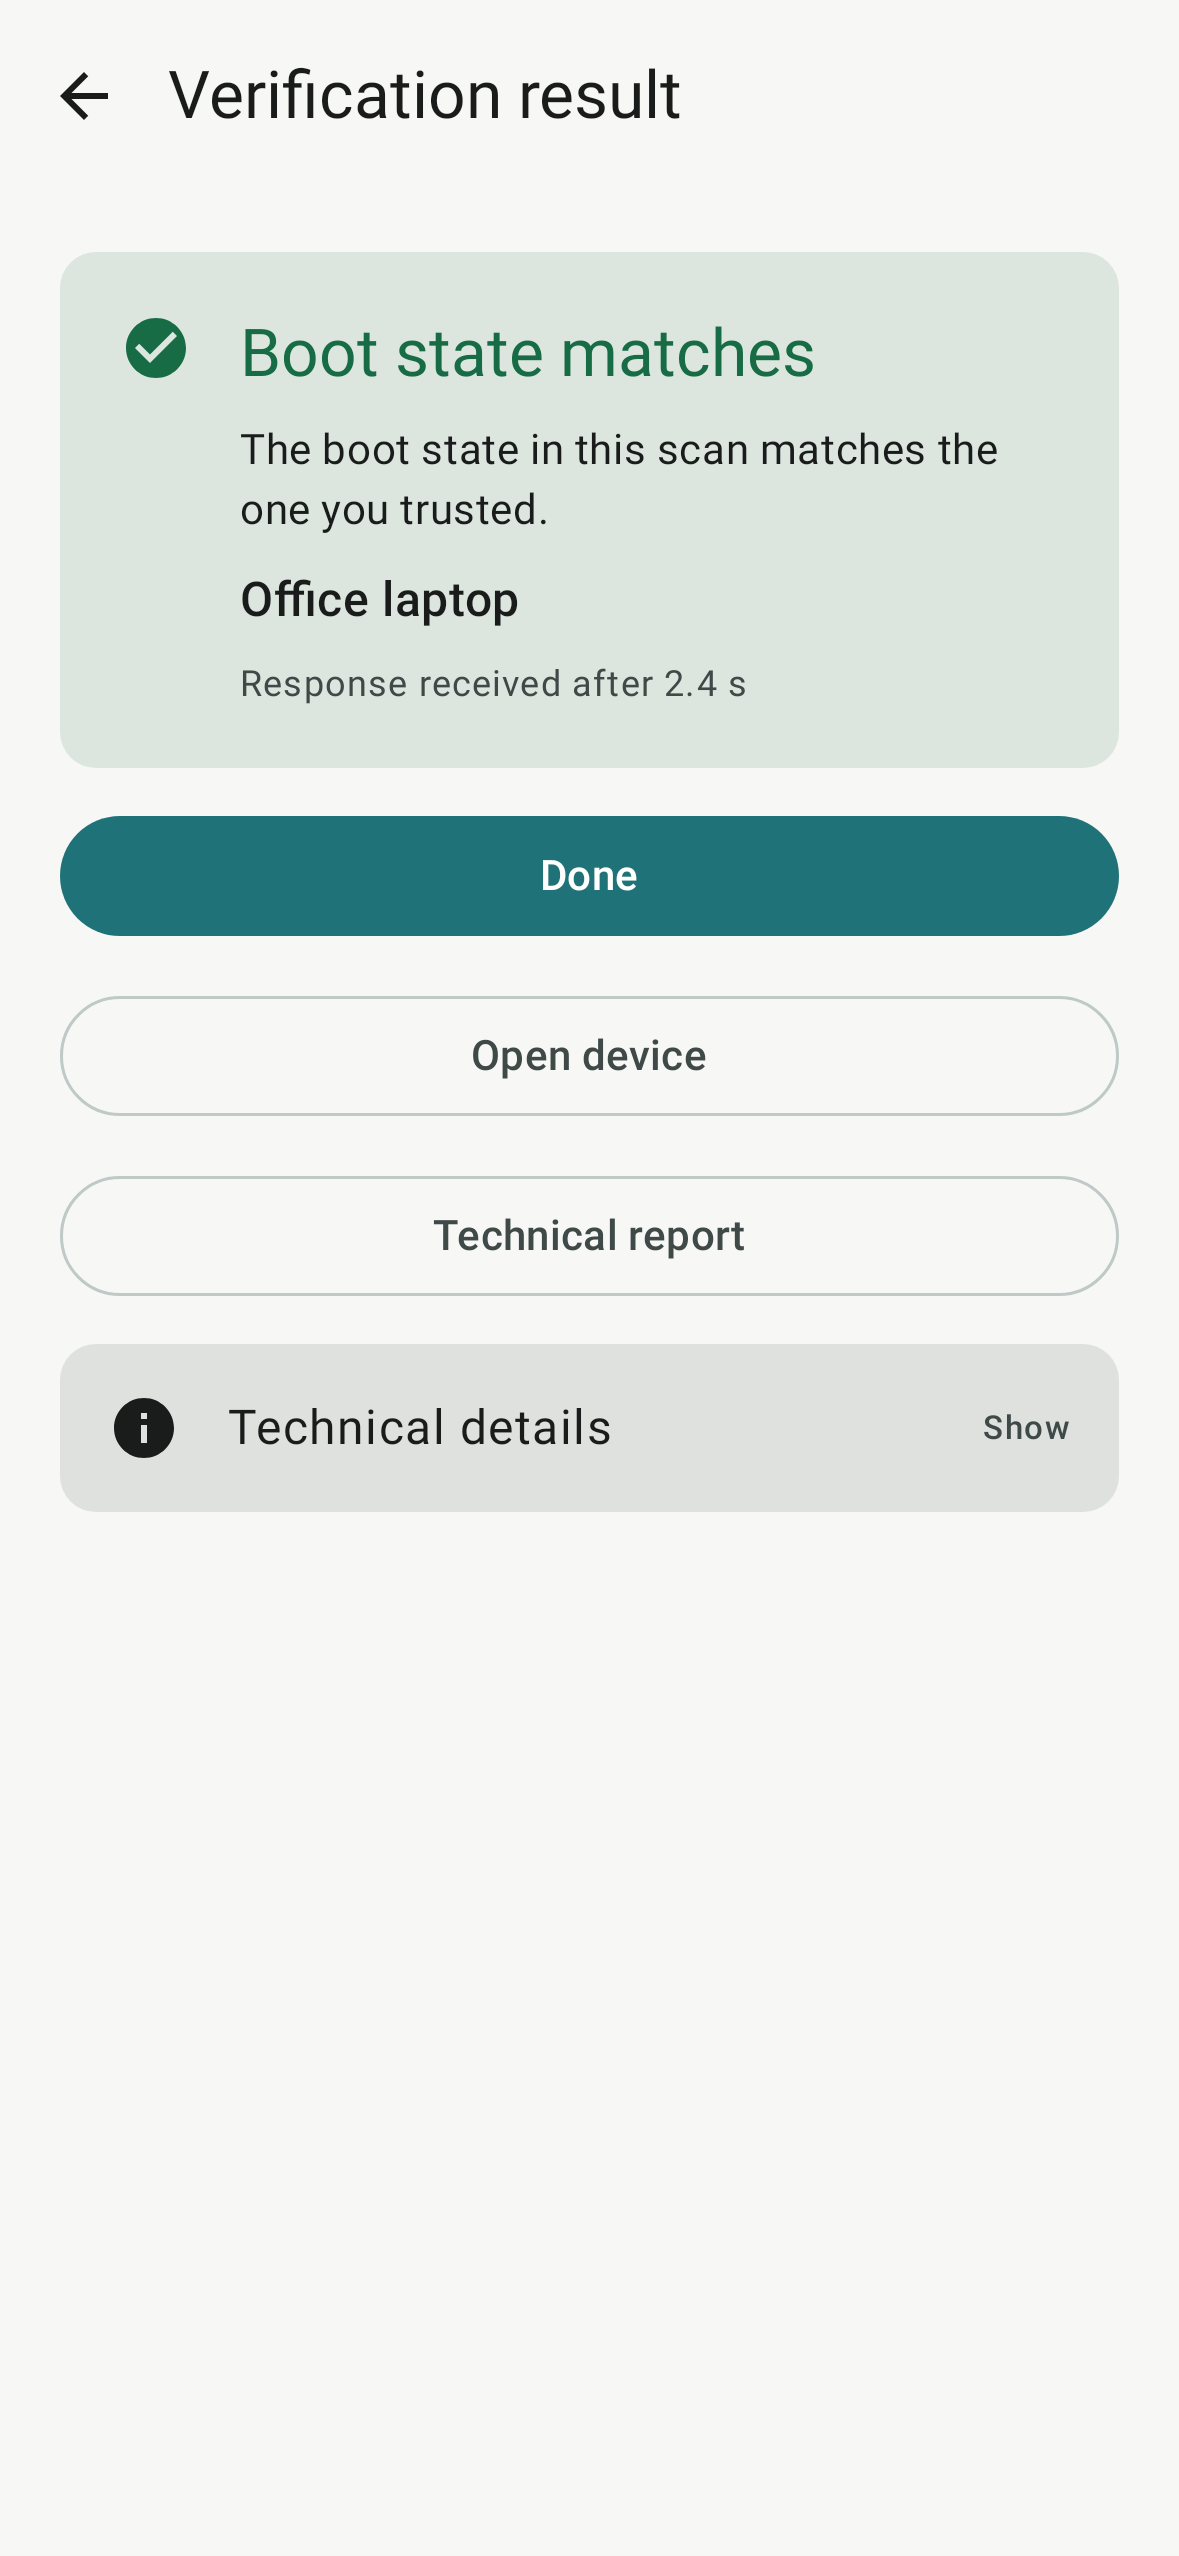 Verification result
Boot state matches
The boot state in this scan matches the
one you trusted.
Office laptop
Response received after 2.4 s
Done
Open device
Technical report
Technical details
Show